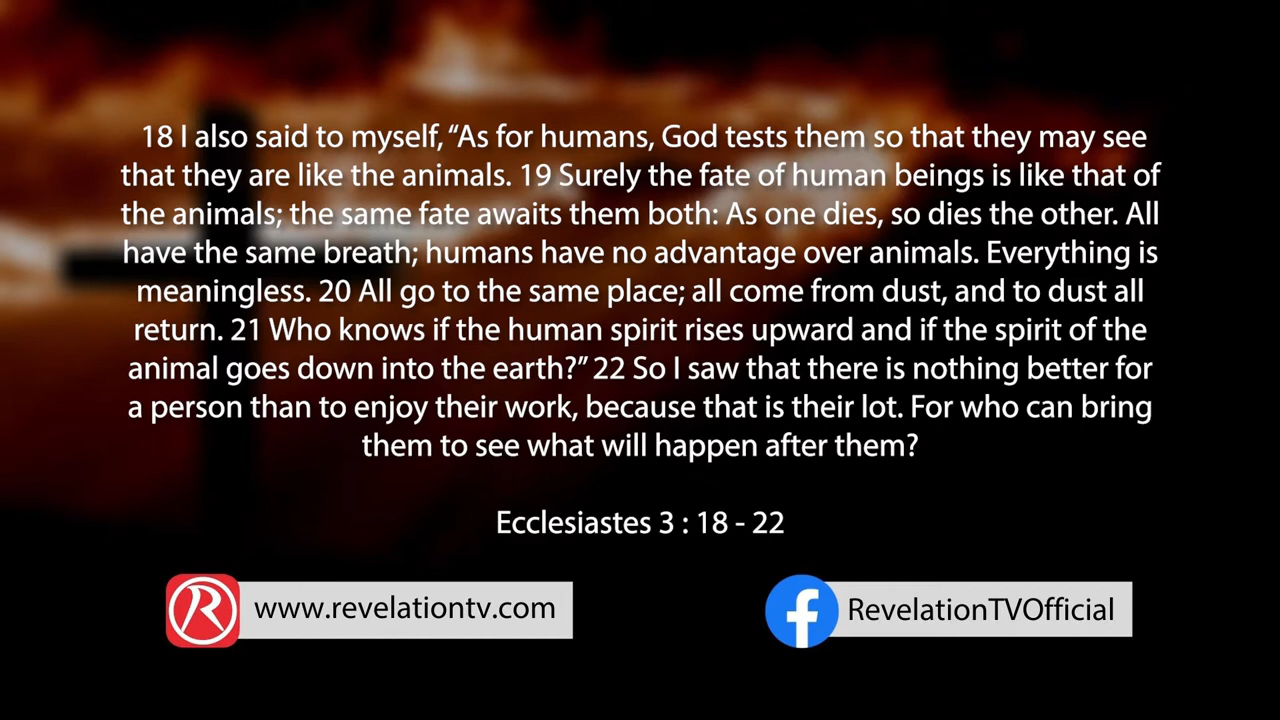 18 I also said to myself, “As for humans, God tests them so that they may see
that they are like the animals. 19 Surely the fate of human beings is like that of
the animals; the same fate awaits them both: As one dies, so dies the other. All
have the same breath; humans have no advantage over animals. Everything is
meaningless. 20 All go to the same place; all come from dust, and to dust all
return. 21 Who knows if the human spirit rises upward and if the spirit of the
animal goes down into the earth?” 22 So I saw that there is nothing better for
a person than to enjoy their work, because that is their lot. For who can bring
them to see what will happen after them?
Ecclesiastes 3 : 18 - 22
R www.revelationtv.com
f RevelationTVOfficial